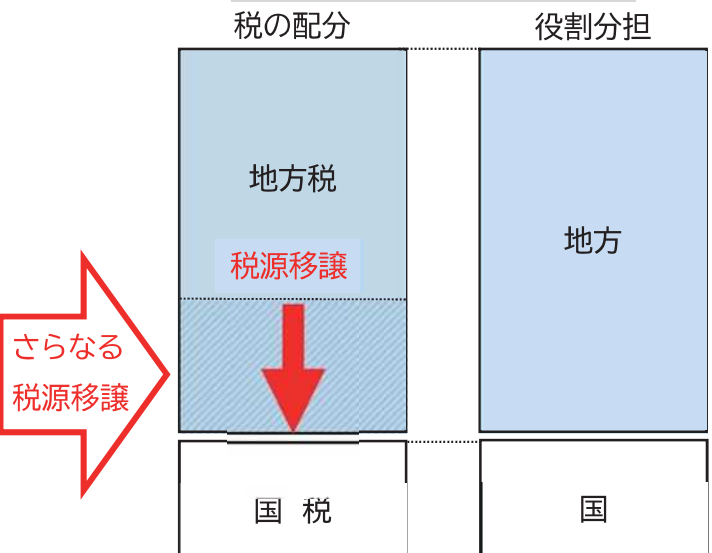 税の配分
役割分担
地方税
地方
税源移譲
さらなる
税源移譲
国 税
国